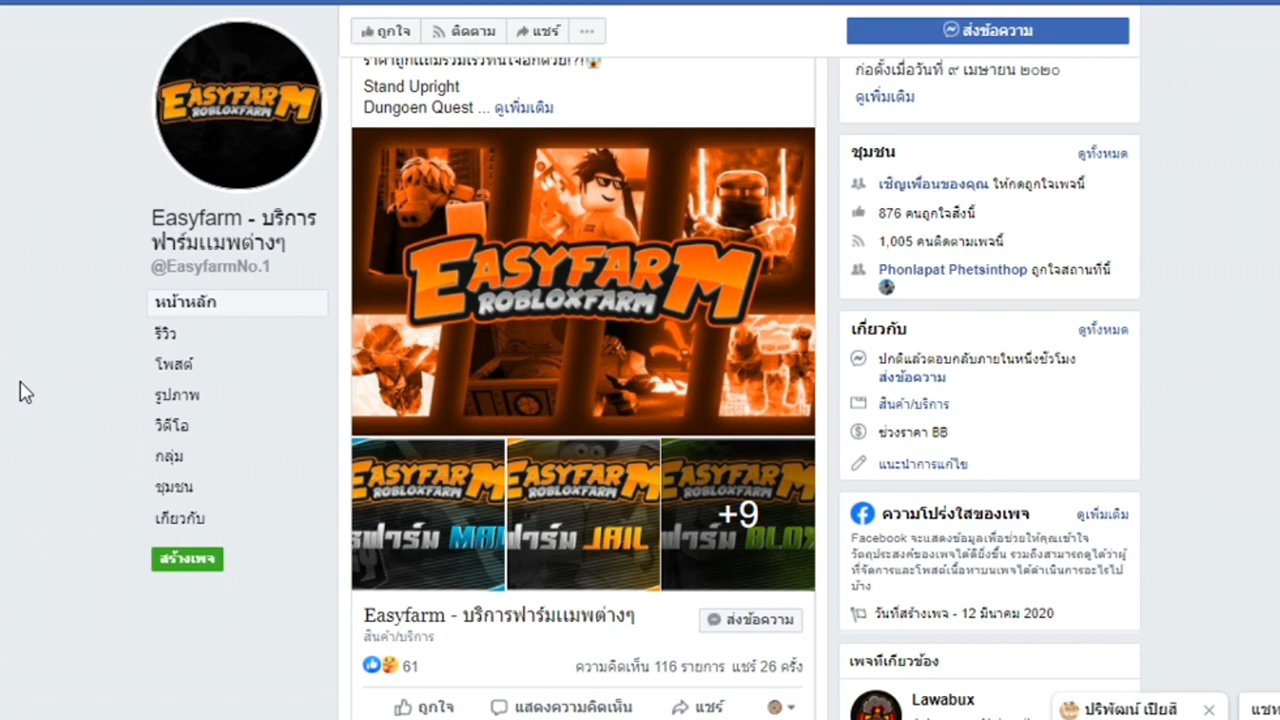 EASYFARM
ROBLOXFARM
Easyfarm - บริการ
ฟาร์มแมพต่างๆ
@EasyfarmNo.1
หน้าหลัก
รีวิว
โพสต์
รูปภาพ
วิดีโอ
กลุ่ม
ชุมชน
เกี่ยวกับ
สร้างเพจ
ถูกใจ
ติดตาม
แชร์
...
ส่งข้อความ
Stand Upright
Dungoen Quest ... ดูเพิ่มเติม
EASYFARM
ROBLOXFARM
EASYFARM
ROBLOXFARM
ฟาร์ม
EASYFARM
ROBLOXFARM
ฟาร์ม JAIL
EASYFARM
ROBLOXFARM
+9
ฟาร์ม BLOX
Easyfarm - บริการฟาร์มแมพต่างๆ
สินค้า/บริการ
ส่งข้อความ
61
ความคิดเห็น 116 รายการ แชร์ 26 ครั้ง
ถูกใจ
แสดงความคิดเห็น
แชร์
ก่อตั้งเมื่อวันที่ ๙ เมษายน ๒๐๒๐
ดูเพิ่มเติม
ชุมชน
ดูทั้งหมด
เชิญเพื่อนของคุณ ให้กดถูกใจเพจนี้
876 คนถูกใจสิ่งนี้
1,005 คนติดตามเพจนี้
Phonlapat Phetsinthop ถูกใจสถานที่นี้
เกี่ยวกับ
ดูทั้งหมด
ปกติแล้วตอบกลับภายในหนึ่งชั่วโมง
ส่งข้อความ
สินค้า/บริการ
ช่วงราคา ฿฿
แนะนำการแก้ไข
ความโปร่งใสของเพจ
ดูเพิ่มเติม
Facebook จะแสดงข้อมูลเพื่อช่วยให้คุณเข้าใจ
วัตถุประสงค์ของเพจได้ดียิ่งขึ้น รวมถึงสามารถดูได้ว่าผู้
ที่จัดการและโพสต์เนื้อหาบนเพจได้ดำเนินการอะไรไป
บ้าง
วันที่สร้างเพจ - 12 มีนาคม 2020
เพจที่เกี่ยวข้อง
Lawabux
ปริพัฒน์ เปียสิ
แชท